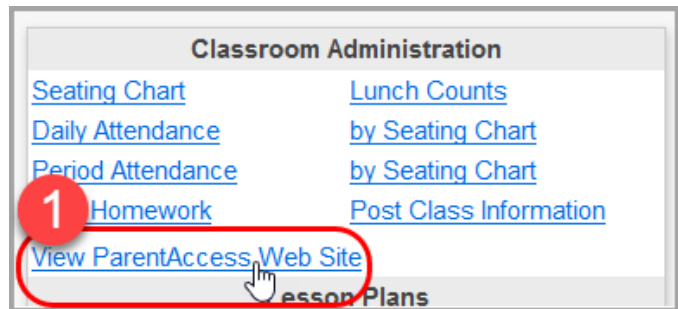 Classroom Administration
Seating Chart Lunch Counts
Daily Attendance by Seating Chart
Period Attendance by Seating Chart
1 Homework Post Class Information
View ParentAccess Web Site
esson Plans